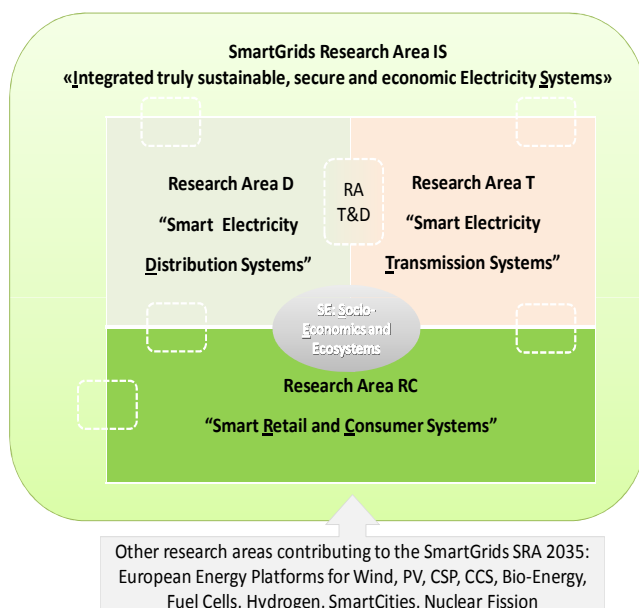 SmartGrids Research Area IS
«Integrated truly sustainable, secure and economic Electricity Systems»
Research Area D
“Smart Electricity
Distribution Systems”
RA
T&D
Research Area T
“Smart Electricity
Transmission Systems”
SE: Socio-
Economics and
Ecosystems
Research Area RC
“Smart Retail and Consumer Systems”
Other research areas contributing to the SmartGrids SRA 2035:
European Energy Platforms for Wind, PV, CSP, CCS, Bio-Energy,
Fuel Cells, Hydrogen, SmartCities, Nuclear Fission